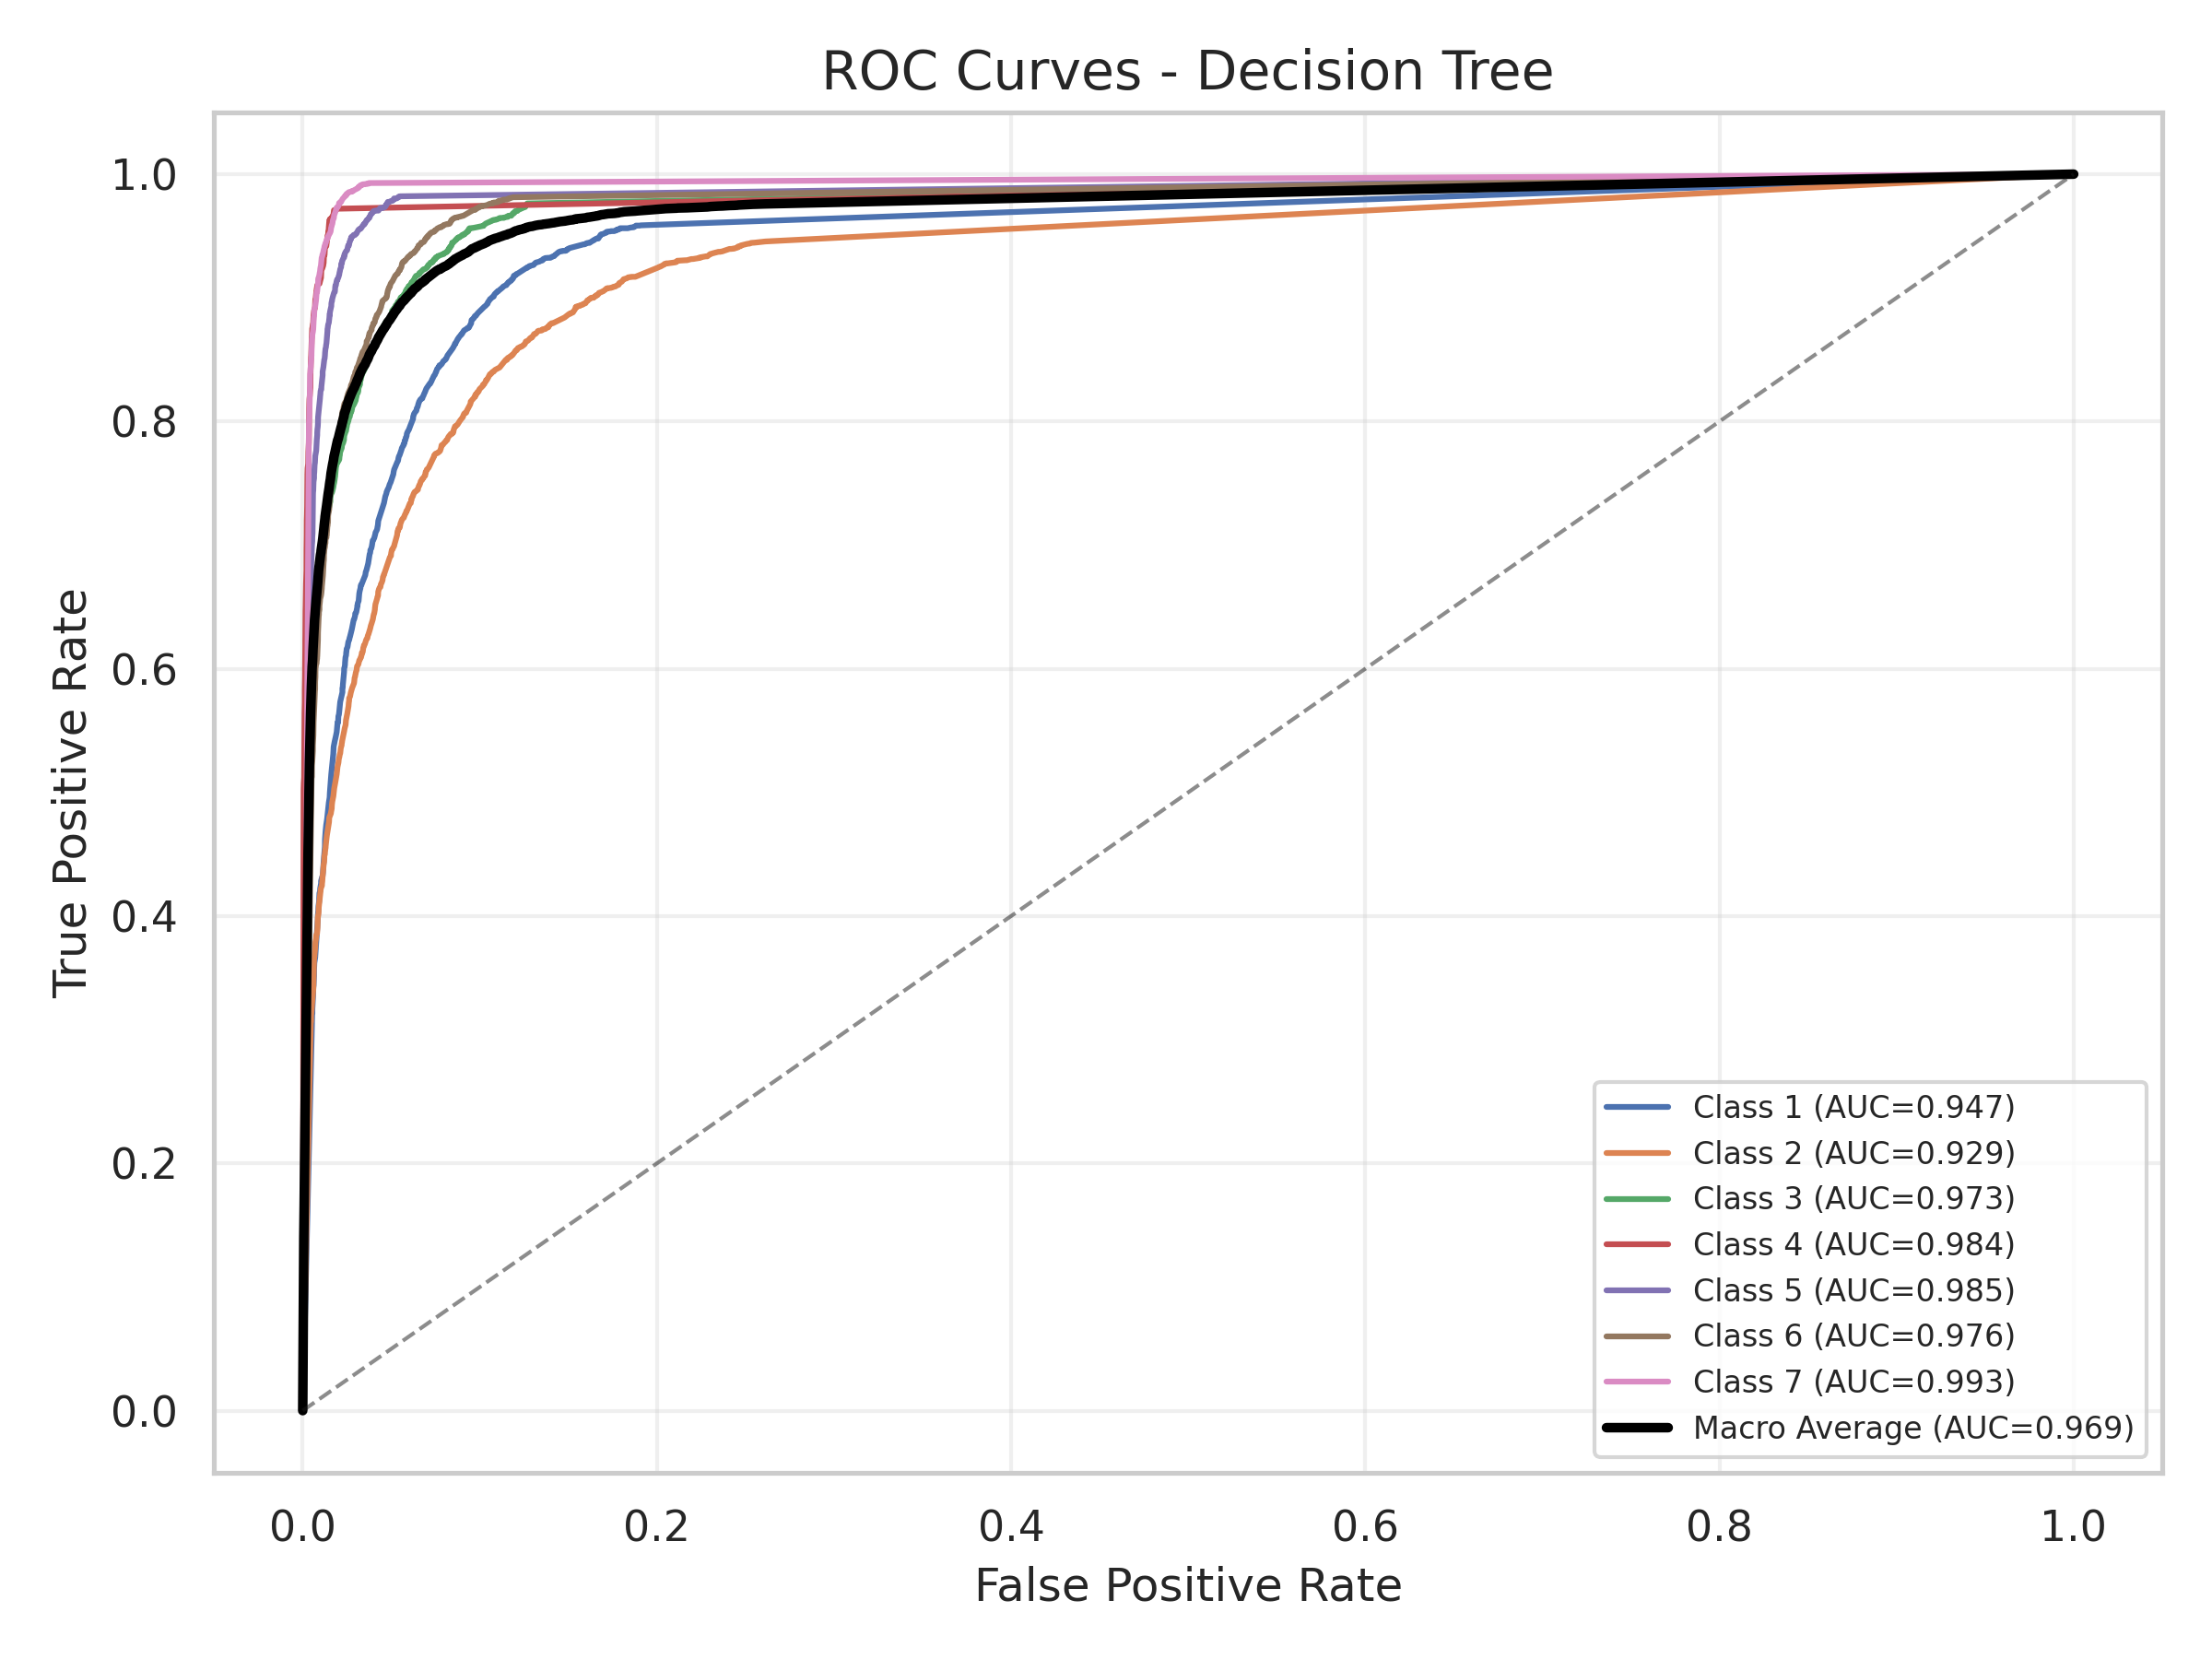 ROC Curves - Decision Tree
1.0
0.8
0.6
0.4
0.2
0.0
True Positive Rate
0.0 0.2 0.4 0.6 0.8 1.0
False Positive Rate
Class 1 (AUC=0.947)
Class 2 (AUC=0.929)
Class 3 (AUC=0.973)
Class 4 (AUC=0.984)
Class 5 (AUC=0.985)
Class 6 (AUC=0.976)
Class 7 (AUC=0.993)
Macro Average (AUC=0.969)